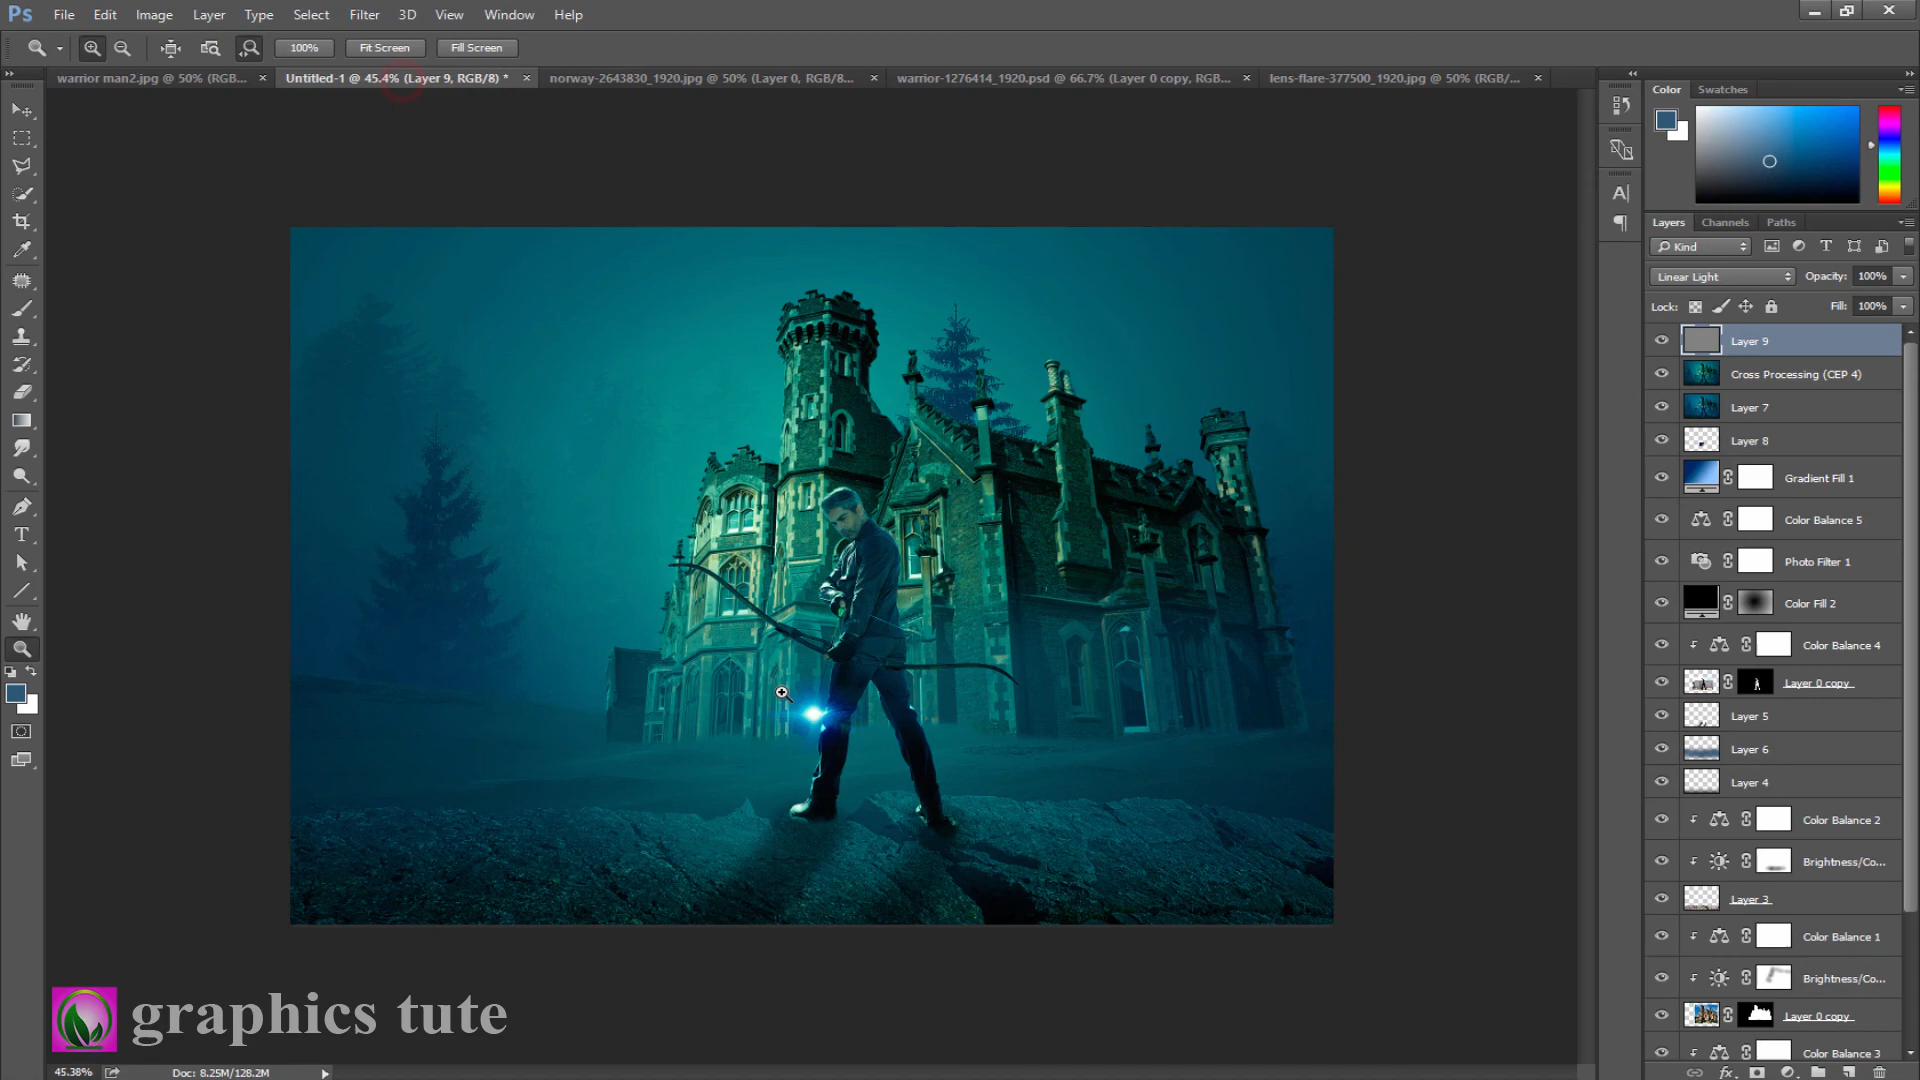 Ps File Edit Image Layer Type Select Filter 3D View Window Help
100% Fit Screen Fill Screen
warrior man2.jpg @ 50% (RGB... Untitled-1 @ 45.4% (Layer 9, RGB/8) * norway-2643830_1920.jpg @ 50% (Layer 0, RGB/8... warrior-1276414_1920.psd @ 66.7% (Layer 0 copy, RGB... lens-flare-377500_1920.jpg @ 50% (RGB/...
Color Swatches
Layers Channels Paths
Kind
Linear Light Opacity: 100%
Lock: Fill: 100%
Layer 9
Cross Processing (CEP 4)
Layer 7
Layer 8
Gradient Fill 1
Color Balance 5
Photo Filter 1
Color Fill 2
Color Balance 4
Layer 0 copy
Layer 5
Layer 6
Layer 4
Color Balance 2
Brightness/Co...
Layer 3
Color Balance 1
Brightness/Co...
Layer 0 copy
Color Balance 3
graphics tute
45.38% Doc: 8.25M/128.2M